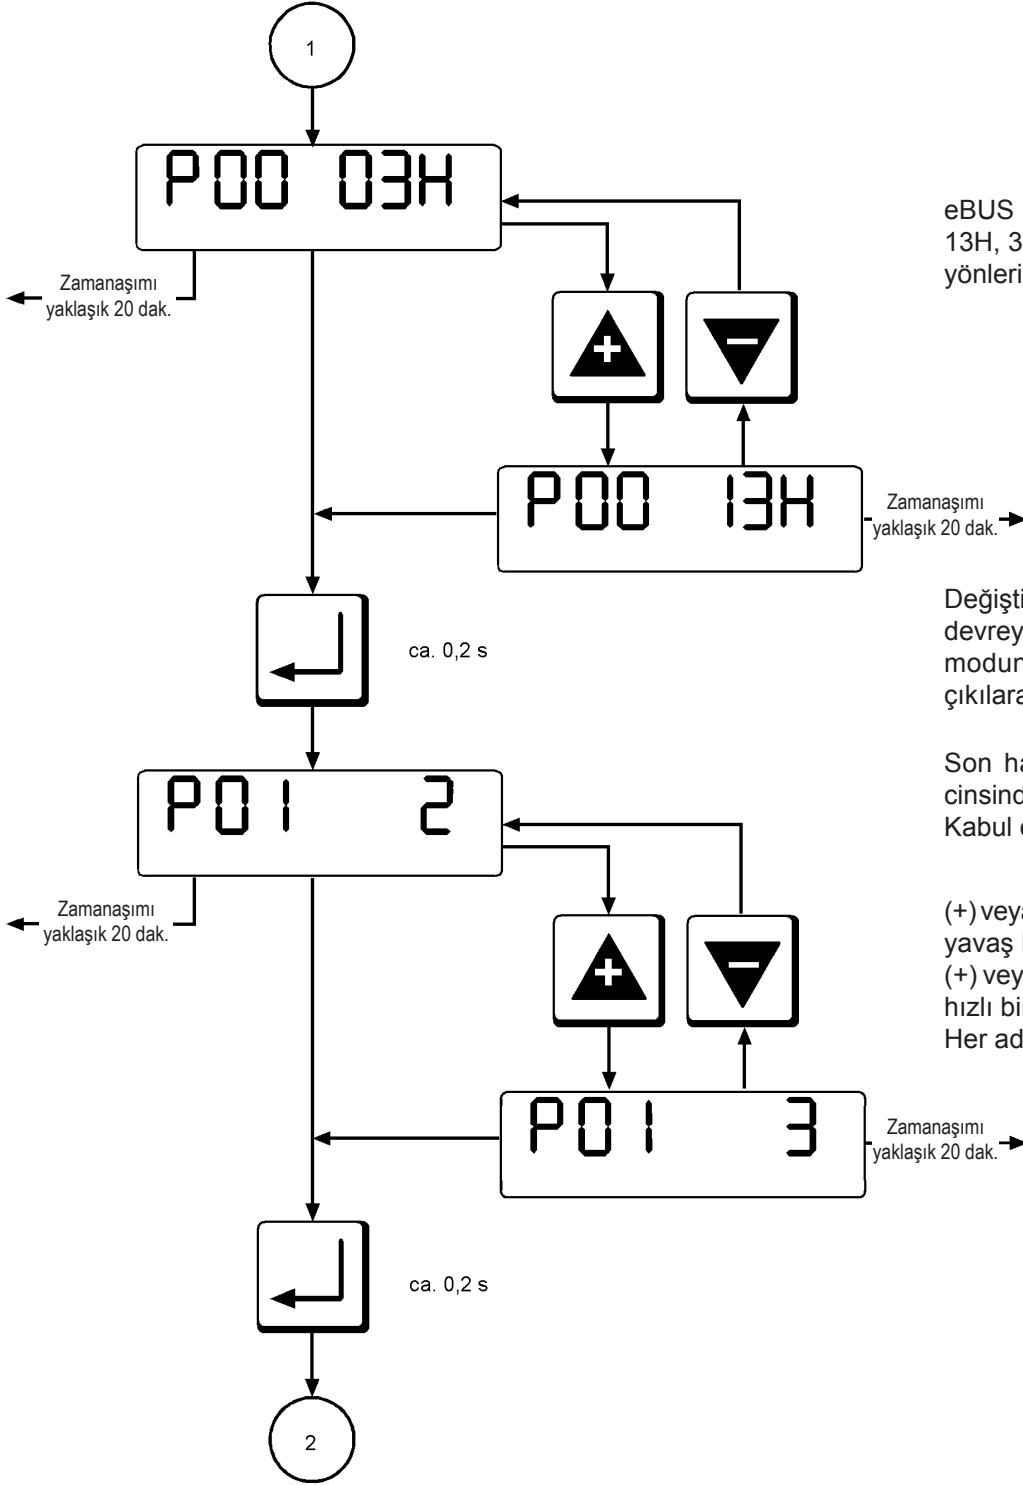 1
P00 03H
eBUS
13H, 3
yönleri
Zamanaşımı
yaklaşık 20 dak.
+
−
P00 13H
Zamanaşımı
yaklaşık 20 dak.
ca. 0,2 s
Değişti
devrey
modun
çıkılara
P01 2
Son ha
cinsind
Kabul
Zamanaşımı
yaklaşık 20 dak.
+
−
(+) veya
yavaş
(+) vey
hızlı bir
Her ad
P01 3
Zamanaşımı
yaklaşık 20 dak.
ca. 0,2 s
2